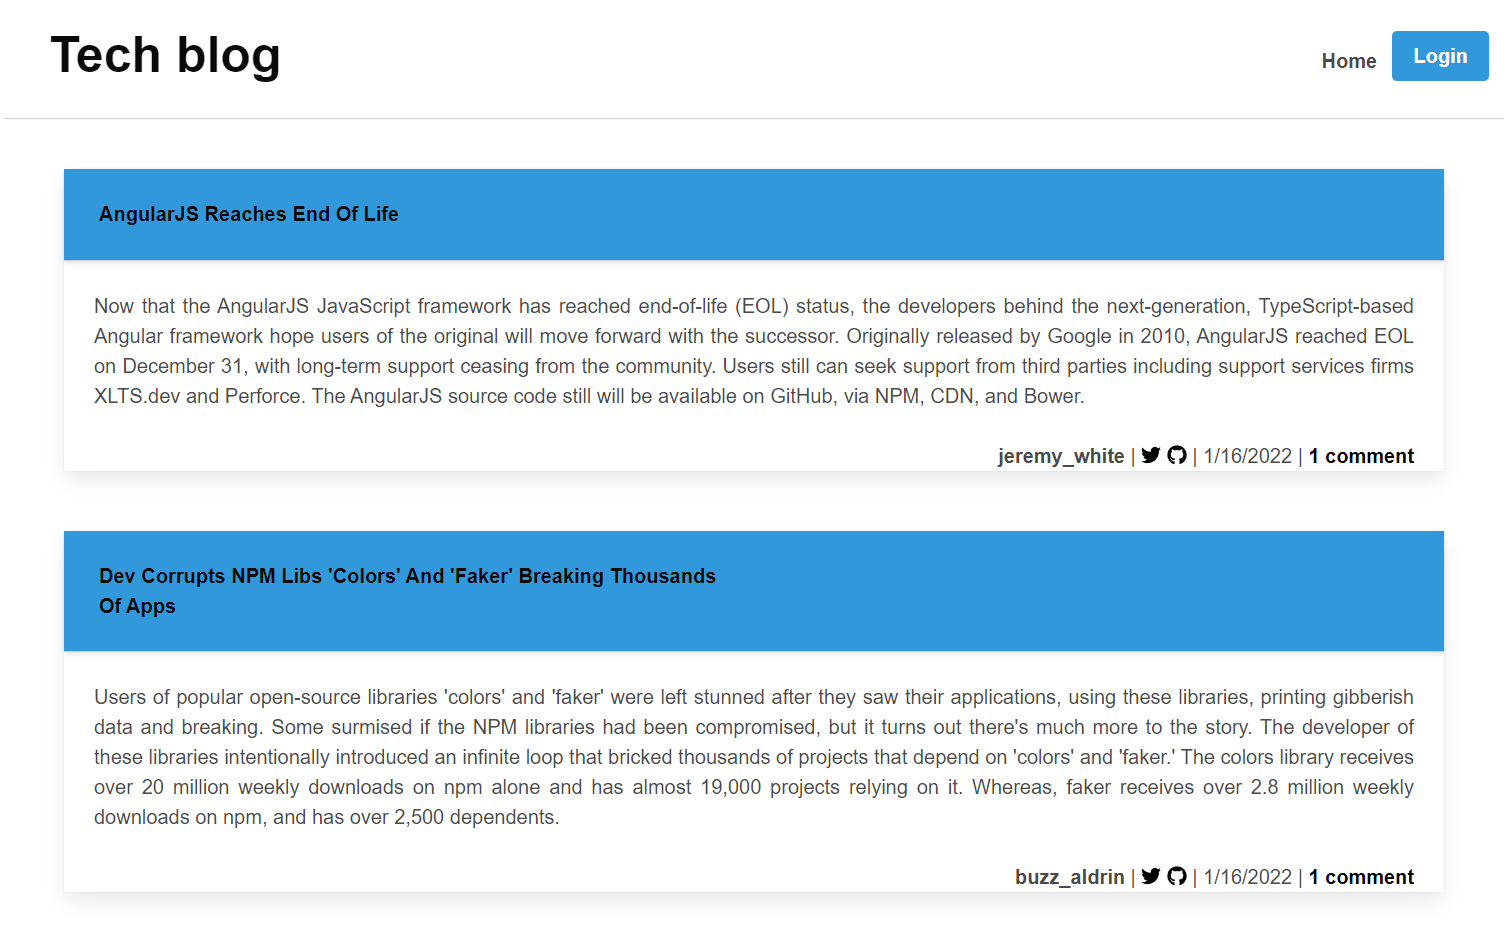 Tech blog
Home
Login
AngularJS Reaches End Of Life
Now that the AngularJS JavaScript framework has reached end-of-life (EOL) status, the developers behind the next-generation, TypeScript-based
Angular framework hope users of the original will move forward with the successor. Originally released by Google in 2010, AngularJS reached EOL
on December 31, with long-term support ceasing from the community. Users still can seek support from third parties including support services firms
XLTS.dev and Perforce. The AngularJS source code still will be available on GitHub, via NPM, CDN, and Bower.
jeremy_white | | 1/16/2022 | 1 comment
Dev Corrupts NPM Libs 'Colors' And 'Faker' Breaking Thousands
Of Apps
Users of popular open-source libraries 'colors' and 'faker' were left stunned after they saw their applications, using these libraries, printing gibberish
data and breaking. Some surmised if the NPM libraries had been compromised, but it turns out there's much more to the story. The developer of
these libraries intentionally introduced an infinite loop that bricked thousands of projects that depend on 'colors' and 'faker.' The colors library receives
over 20 million weekly downloads on npm alone and has almost 19,000 projects relying on it. Whereas, faker receives over 2.8 million weekly
downloads on npm, and has over 2,500 dependents.
buzz_aldrin | | 1/16/2022 | 1 comment